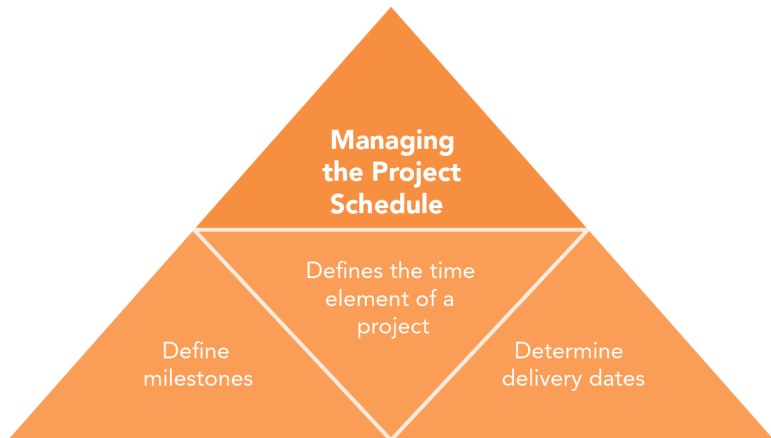 Managing
the Project
Schedule
Defines the time
element of a
project
Define
milestones
Determine
delivery dates